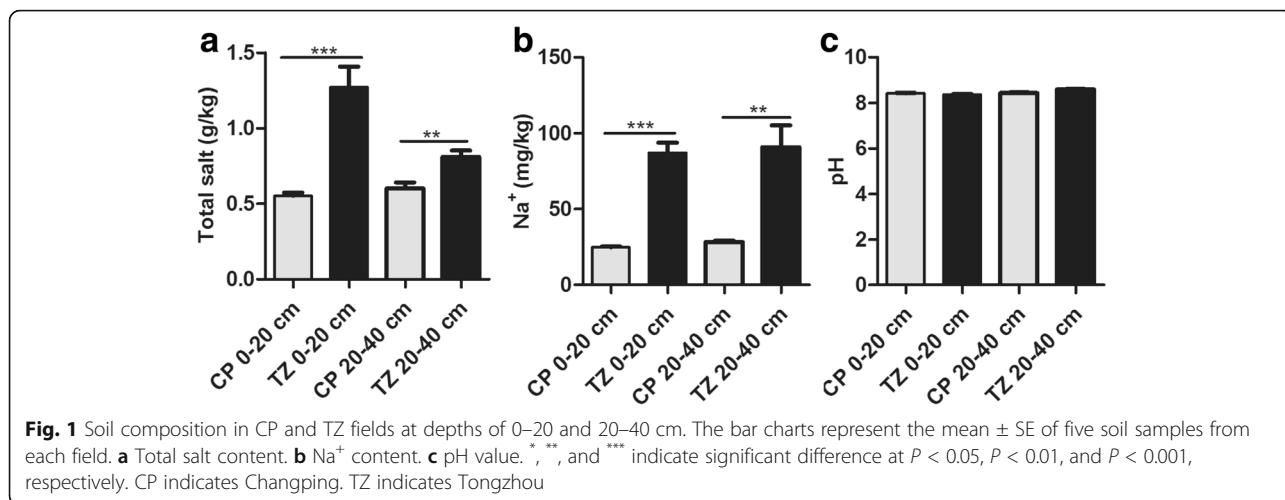 a
b
c
Total salt (g/kg)
1.5
1.0
0.5
0.0
***
**
CP 0-20 cm
TZ 0-20 cm
CP 20-40 cm
TZ 20-40 cm
Na+ (mg/kg)
150
100
50
0
***
**
CP 0-20 cm
TZ 0-20 cm
CP 20-40 cm
TZ 20-40 cm
pH
10
8
6
4
2
0
CP 0-20 cm
TZ 0-20 cm
CP 20-40 cm
TZ 20-40 cm
Fig. 1 Soil composition in CP and TZ fields at depths of 0–20 and 20–40 cm. The bar charts represent the mean ± SE of five soil samples from
each field. a Total salt content. b Na+ content. c pH value. *, **, and *** indicate significant difference at P < 0.05, P < 0.01, and P < 0.001,
respectively. CP indicates Changping. TZ indicates Tongzhou